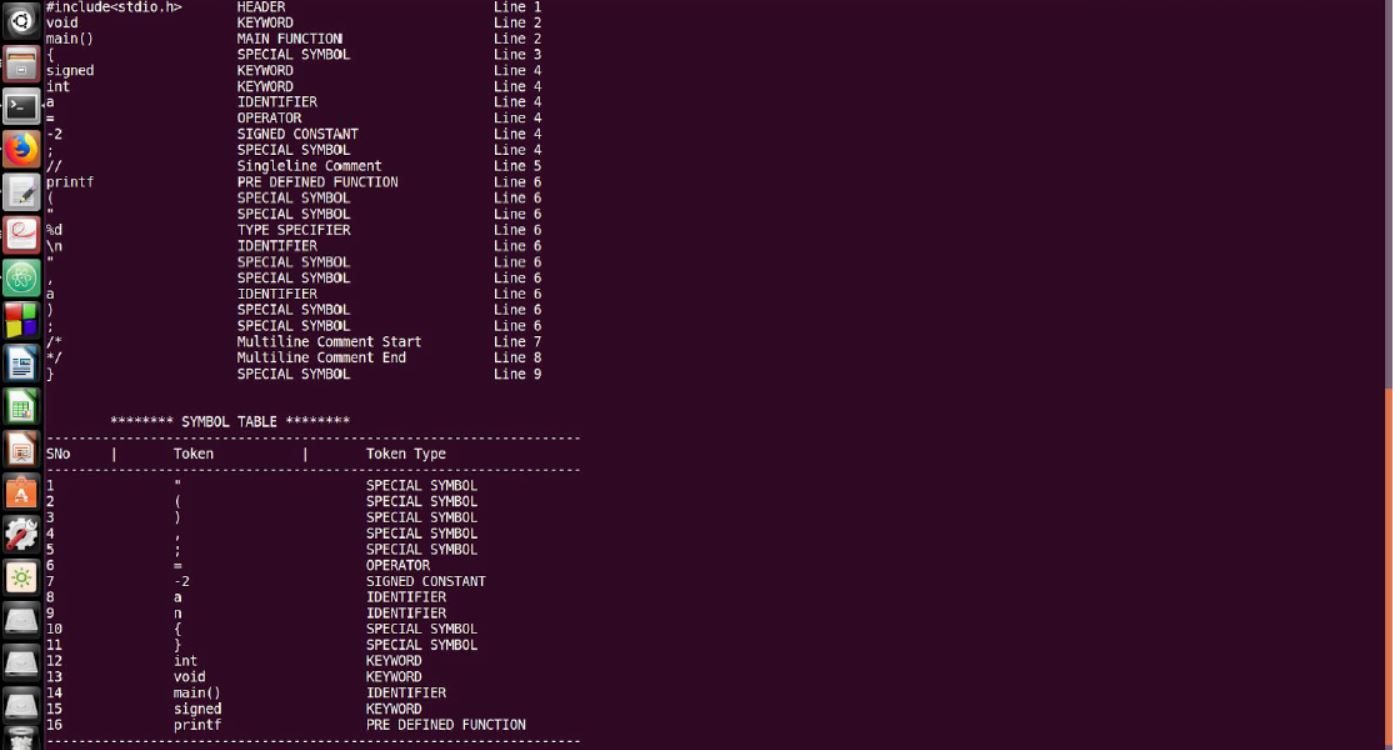 #include<stdio.h> HEADER Line 1
void KEYWORD Line 2
main() MAIN FUNCTION Line 2
{ SPECIAL SYMBOL Line 3
signed KEYWORD Line 4
int KEYWORD Line 4
a IDENTIFIER Line 4
= OPERATOR Line 4
-2 SIGNED CONSTANT Line 4
; SPECIAL SYMBOL Line 4
// Singleline Comment Line 5
printf PRE DEFINED FUNCTION Line 6
( SPECIAL SYMBOL Line 6
" SPECIAL SYMBOL Line 6
%d TYPE SPECIFIER Line 6
\n IDENTIFIER Line 6
" SPECIAL SYMBOL Line 6
, SPECIAL SYMBOL Line 6
a IDENTIFIER Line 6
) SPECIAL SYMBOL Line 6
; SPECIAL SYMBOL Line 6
/* Multiline Comment Start Line 7
*/ Multiline Comment End Line 8
} SPECIAL SYMBOL Line 9
******** SYMBOL TABLE ********
-------------------------------------------------------------------
SNo | Token | Token Type
-------------------------------------------------------------------
1 " SPECIAL SYMBOL
2 ( SPECIAL SYMBOL
3 ) SPECIAL SYMBOL
4 , SPECIAL SYMBOL
5 ; SPECIAL SYMBOL
6 = OPERATOR
7 -2 SIGNED CONSTANT
8 a IDENTIFIER
9 n IDENTIFIER
10 { SPECIAL SYMBOL
11 } SPECIAL SYMBOL
12 int KEYWORD
13 void KEYWORD
14 main() IDENTIFIER
15 signed KEYWORD
16 printf PRE DEFINED FUNCTION
-------------------------------------------------------------------